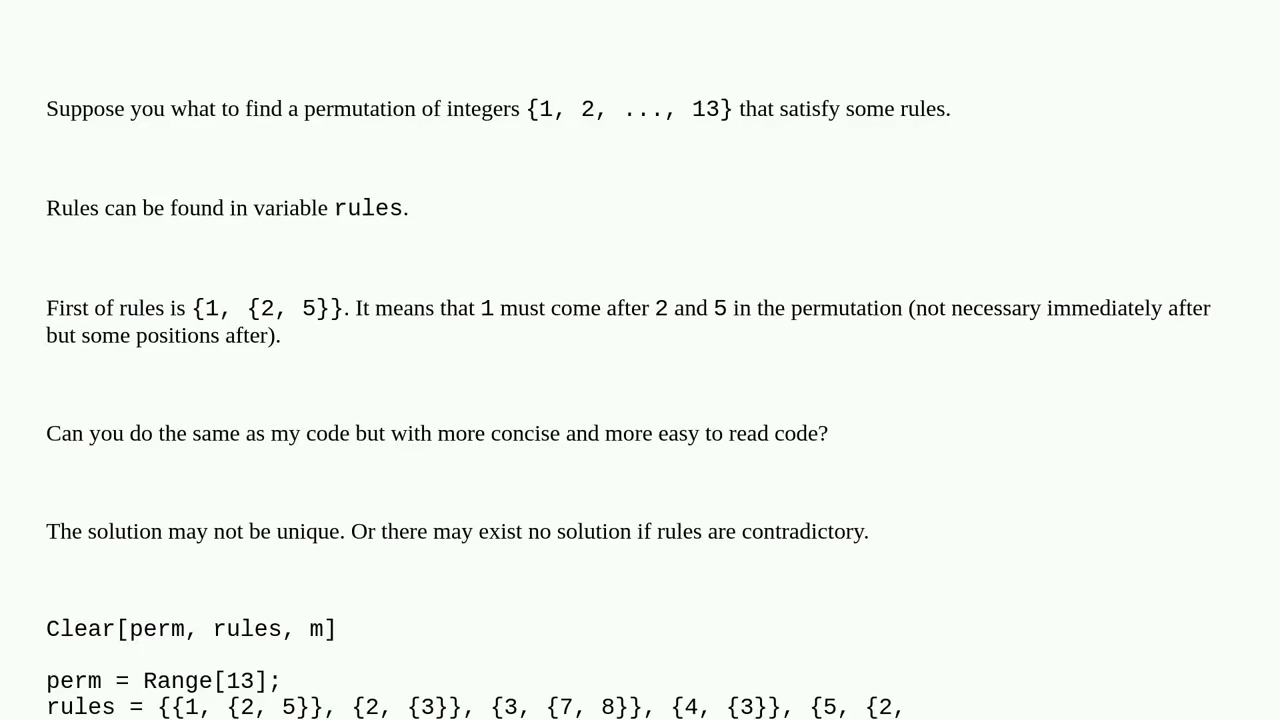 Suppose you what to find a permutation of integers {1, 2, ..., 13} that satisfy some rules.
Rules can be found in variable rules.
First of rules is {1, {2, 5}}. It means that 1 must come after 2 and 5 in the permutation (not necessary immediately after
but some positions after).
Can you do the same as my code but with more concise and more easy to read code?
The solution may not be unique. Or there may exist no solution if rules are contradictory.
Clear[perm, rules, m]
perm = Range[13];
rules = {{1, {2, 5}}, {2, {3}}, {3, {7, 8}}, {4, {3}}, {5, {2,